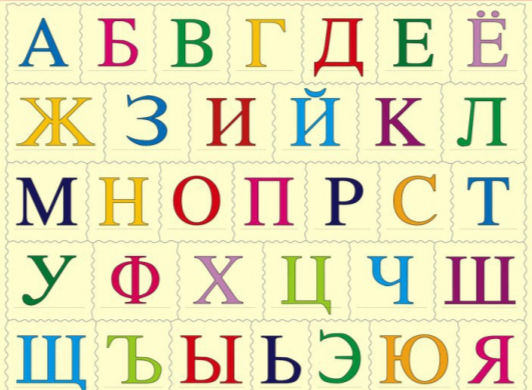 А Б В Г Д Е Ё
Ж З И Й К Л
М Н О П Р С Т
У Ф Х Ц Ч Ш
Щ Ъ Ы Ь Э Ю Я